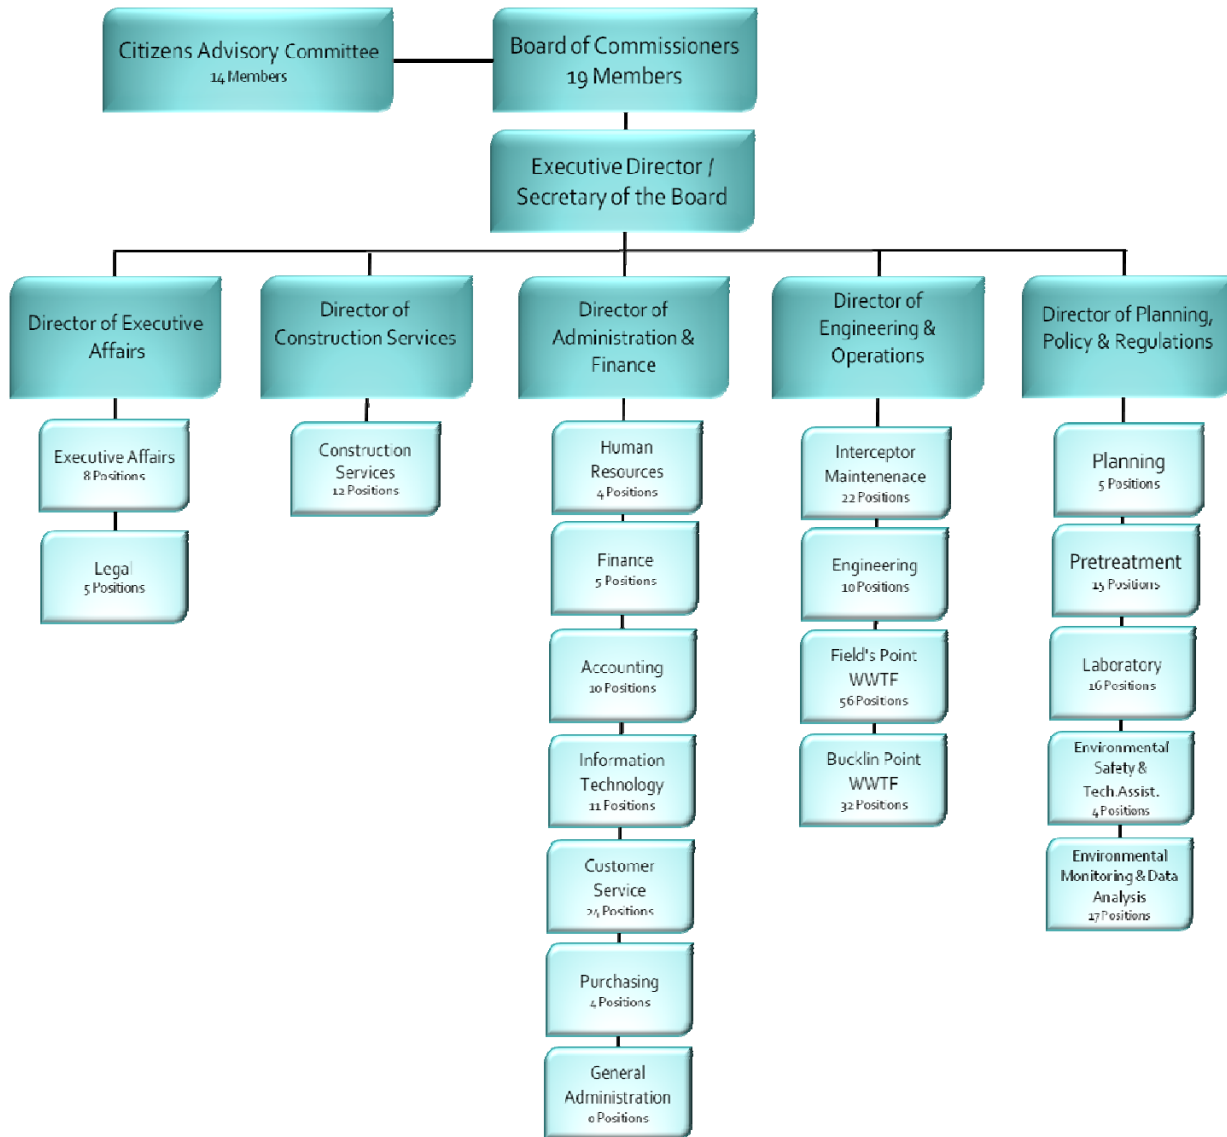 Citizens Advisory Committee
14 Members
Board of Commissioners
19 Members
Executive Director /
Secretary of the Board
Director of Executive
Affairs
Executive Affairs
8 Positions
Legal
5 Positions
Director of
Construction Services
Construction
Services
12 Positions
Director of
Administration &
Finance
Human
Resources
4 Positions
Finance
5 Positions
Accounting
10 Positions
Information
Technology
11 Positions
Customer
Service
24 Positions
Purchasing
4 Positions
General
Administration
0 Positions
Director of
Engineering &
Operations
Interceptor
Maintenenace
22 Positions
Engineering
10 Positions
Field's Point
WWTF
56 Positions
Bucklin Point
WWTF
32 Positions
Director of Planning,
Policy & Regulations
Planning
5 Positions
Pretreatment
15 Positions
Laboratory
16 Positions
Environmental
Safety &
Tech.Assist.
4 Positions
Environmental
Monitoring & Data
Analysis
17 Positions